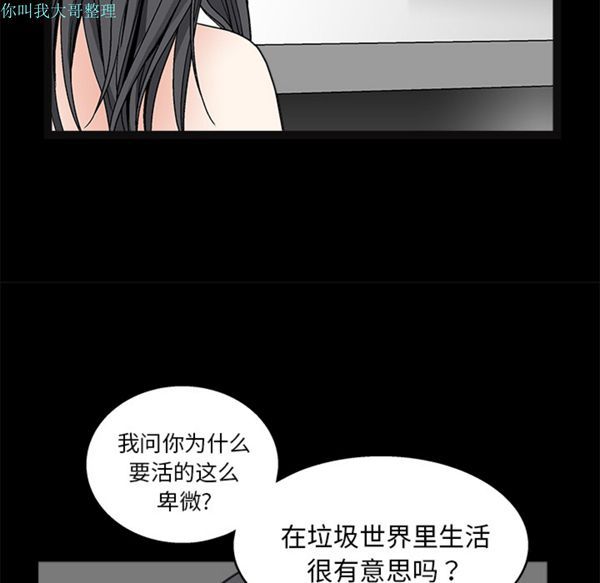 你叫我大哥整理
我问你为什么
要活的这么
卑微?
在垃圾世界里生活
很有意思吗？